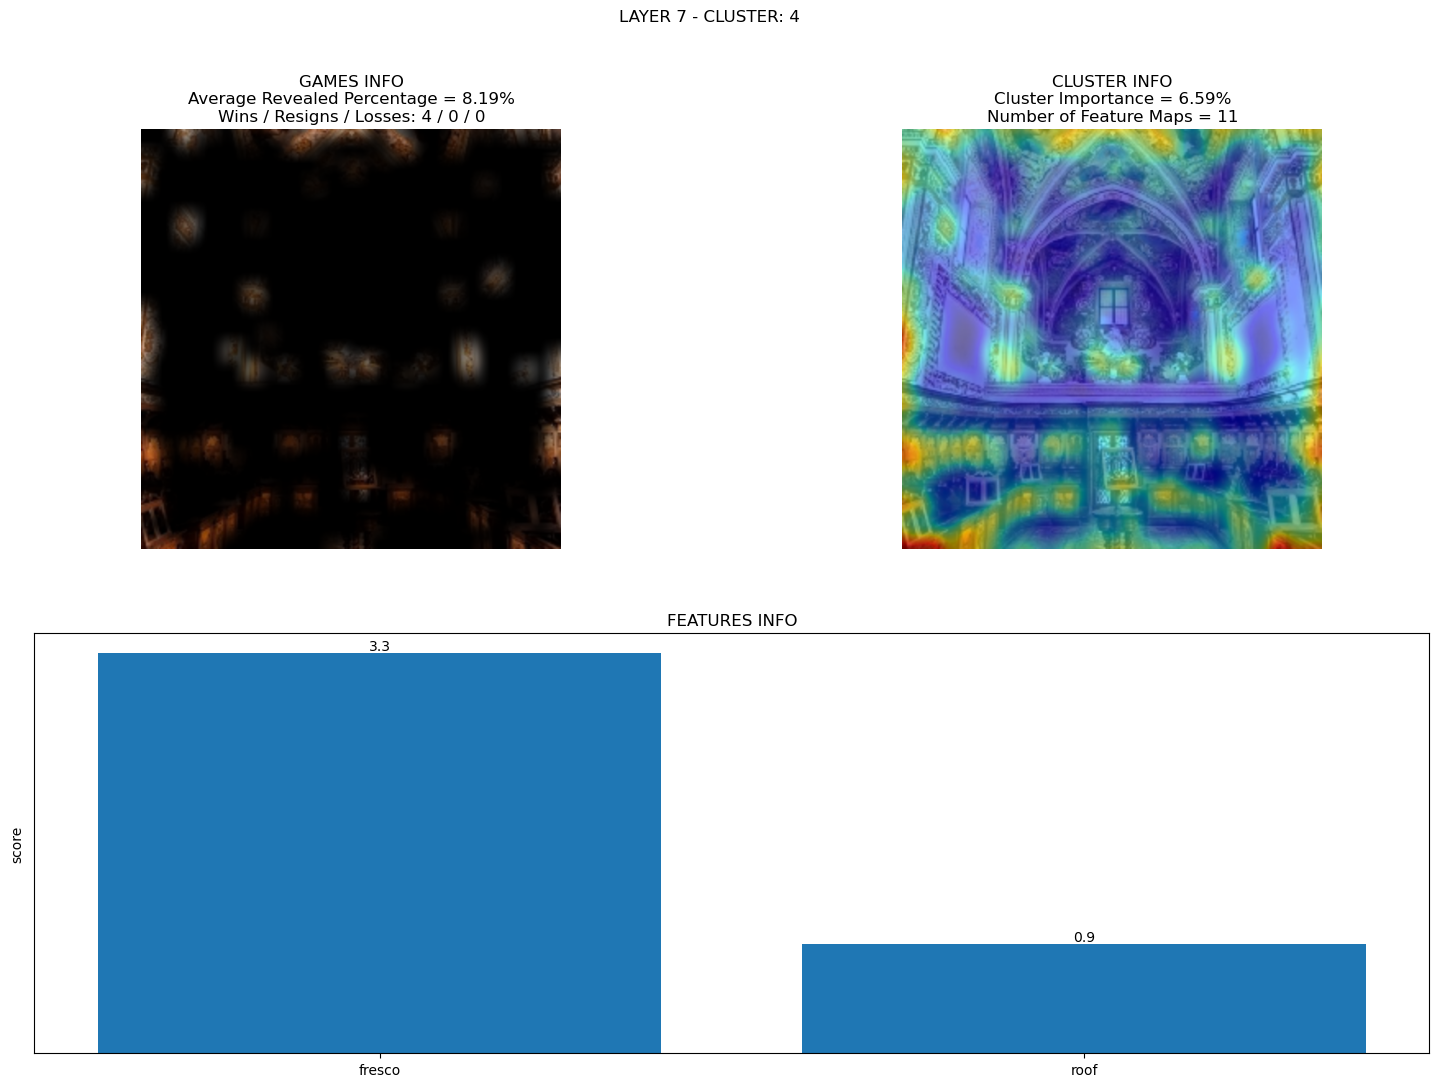 LAYER 7 - CLUSTER: 4
GAMES INFO
Average Revealed Percentage = 8.19%
Wins / Resigns / Losses: 4 / 0 / 0
CLUSTER INFO
Cluster Importance = 6.59%
Number of Feature Maps = 11
FEATURES INFO
score
3.3
0.9
fresco
roof